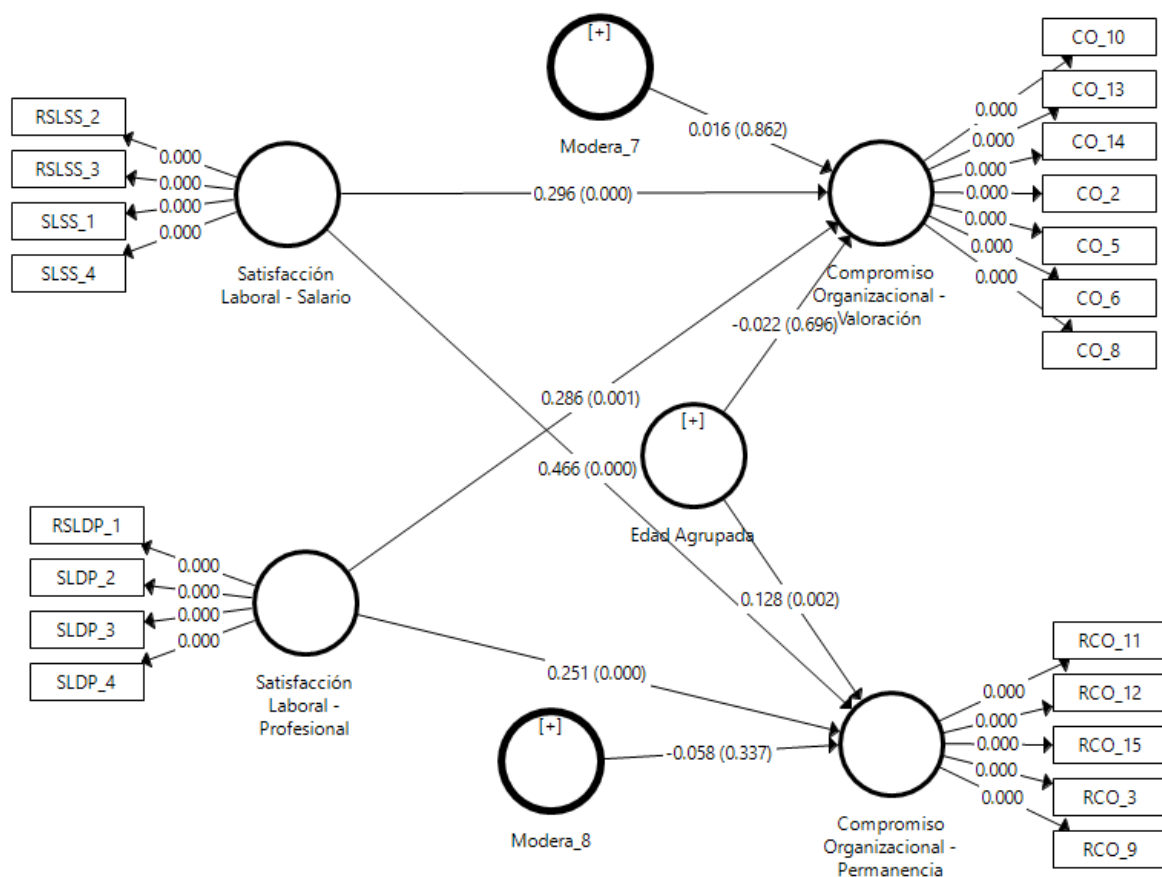 [+]
Modera_7
CO_10
CO_13
CO_14
CO_2
CO_5
CO_6
CO_8
0.000
0.000
0.000
0.000
0.000
0.000
0.000
RSLSS_2
RSLSS_3
SLSS_1
SLSS_4
0.000
0.000
0.000
0.000
Satisfacción
Laboral - Salario
0.016 (0.862)
0.296 (0.000)
Compromiso
Organizacional -
Valoración
-0.022 (0.696)
0.286 (0.001)
[+]
0.466 (0.000)
Edad Agrupada
RSLDP_1
SLDP_2
SLDP_3
SLDP_4
0.000
0.000
0.000
0.000
Satisfacción
Laboral -
Profesional
0.128 (0.002)
0.251 (0.000)
[+]
-0.058 (0.337)
Modera_8
Compromiso
Organizacional -
Permanencia
0.000
0.000
0.000
0.000
0.000
RCO_11
RCO_12
RCO_15
RCO_3
RCO_9